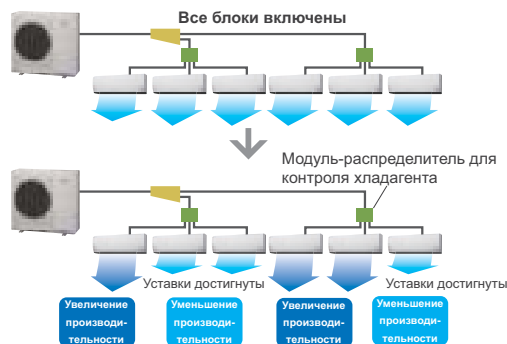 Все блоки включены
Модуль-распределитель для
контроля хладагента
Уставки достигнуты
Уставки достигнуты
Увеличение
производи-
тельности
Уменьшение
производи-
тельности
Увеличение
производи-
тельности
Уменьшение
производи-
тельности